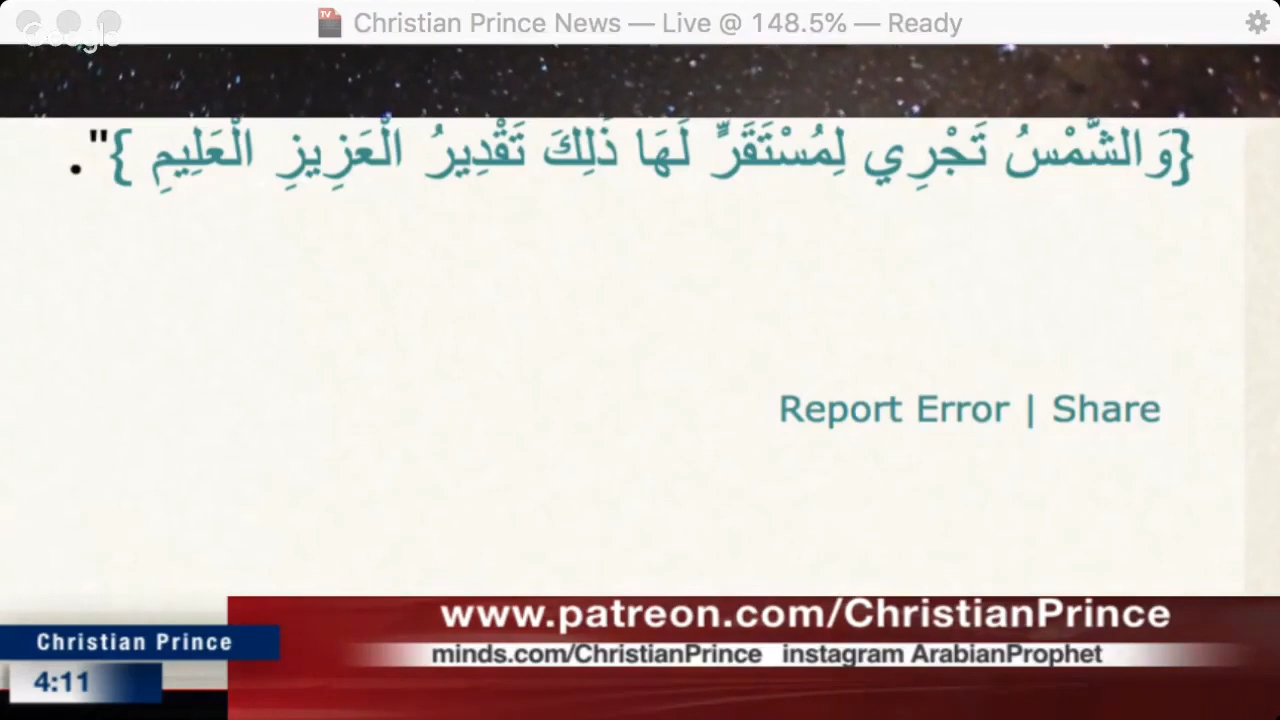 Christian Prince News — Live @ 148.5% — Ready
Google
{وَالشَّمْسُ تَجْرِي لِمُسْتَقَرٍّ لَهَا ذَلِكَ تَقْدِيرُ الْعَزِيزِ الْعَلِيمِ }".
Report Error | Share
www.patreon.com/ChristianPrince
Christian Prince
minds.com/ChristianPrince instagram ArabianProphet
4:11